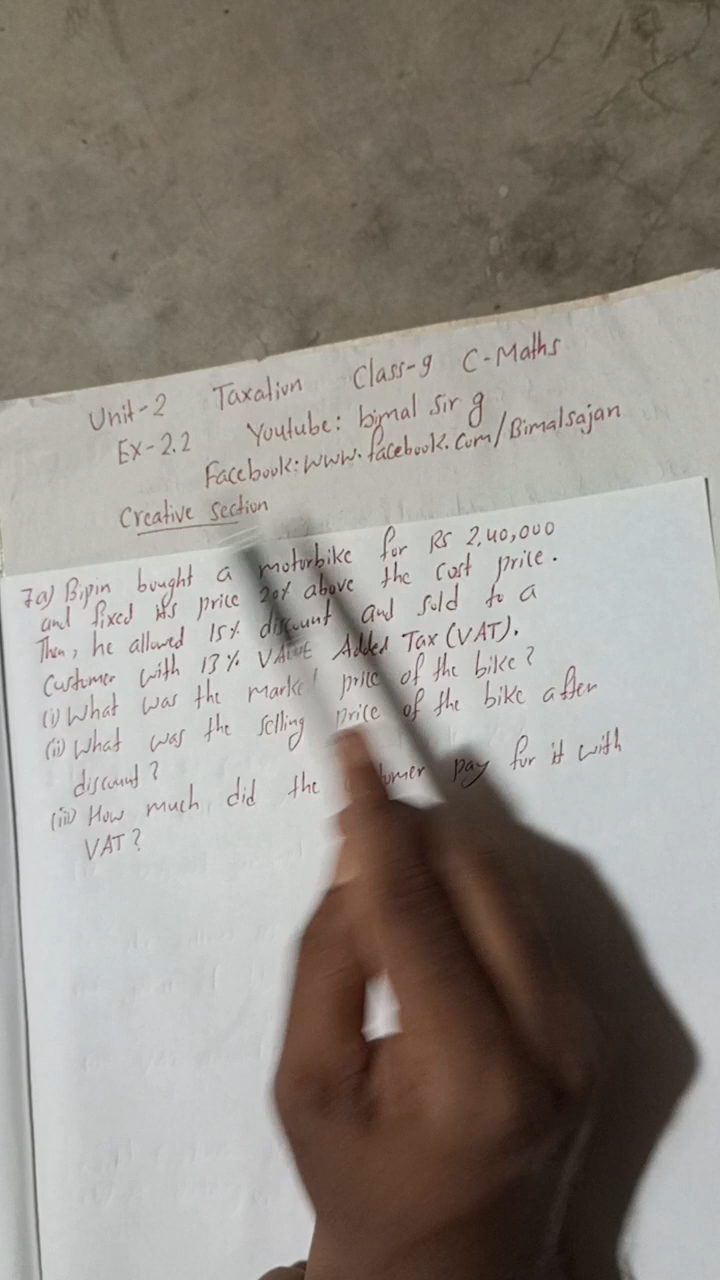 Unit-2 Taxation Class-9 C-Maths
Ex-2.2 Youtube: bimal sir g
Facebook: www.facebook.com/Bimalsajan
Creative section
7a) Bipin bought a motorbike for RS 2,40,000
and fixed its price 20% above the cost price.
Then, he allowed 15% discount and sold to a
Customer with 13% VALUE Added Tax (VAT).
(i) What was the marked price of the bike?
(ii) What was the selling price of the bike after
discount?
(iii) How much did the customer pay for it with
VAT?